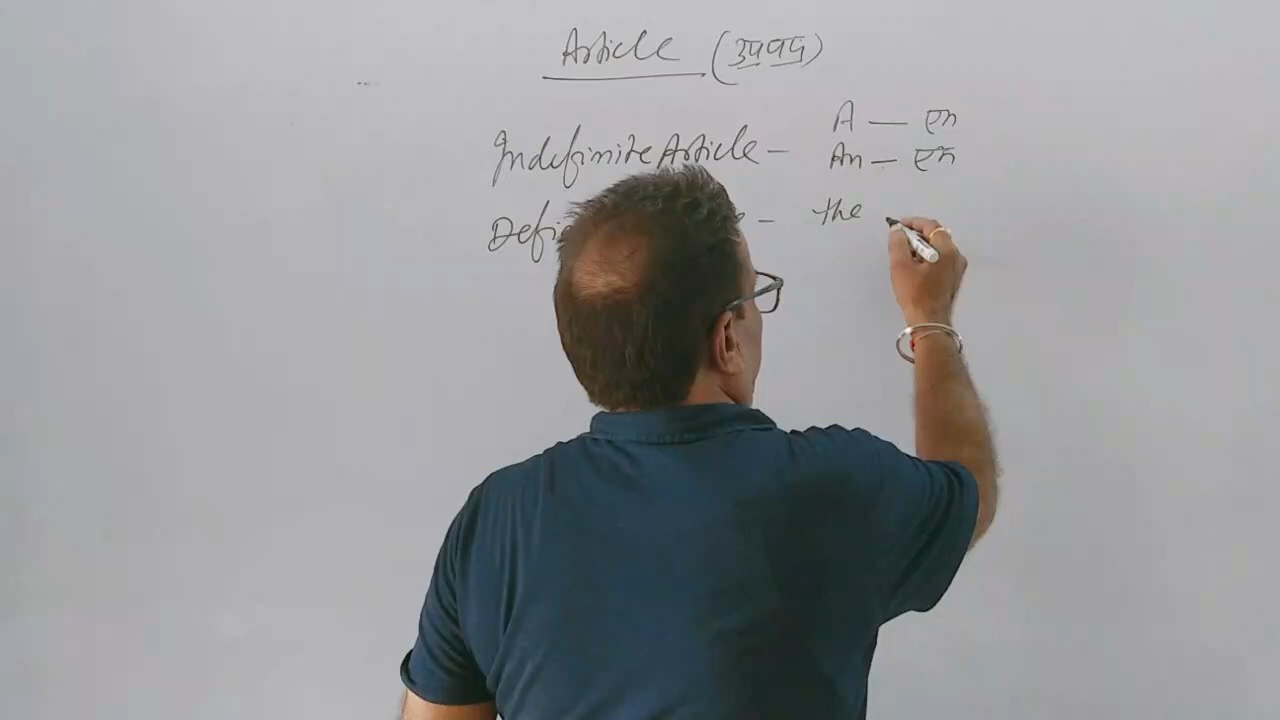 Article (उपपद)
Indefinite Article - A — एक
An — एक
- the